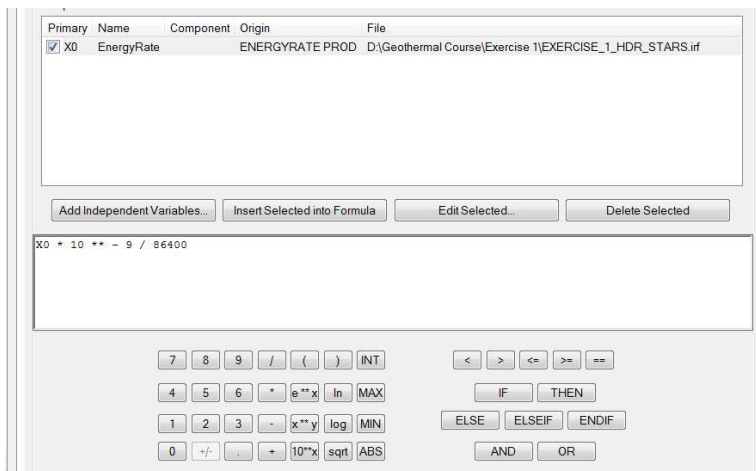 Primary Name Component Origin File
X0 EnergyRate ENERGYRATE PROD D:\Geothermal Course\Exercise 1\EXERCISE_1_HDR_STARS.irf
Add Independent Variables... Insert Selected into Formula Edit Selected... Delete Selected
X0 * 10 ** - 9 / 86400
7 8 9 / ( ) INT < > <= >= ==
4 5 6 * e**x ln MAX IF THEN
1 2 3 - x**y log MIN ELSE ELSEIF ENDIF
0 +/- . + 10**x sqrt ABS AND OR